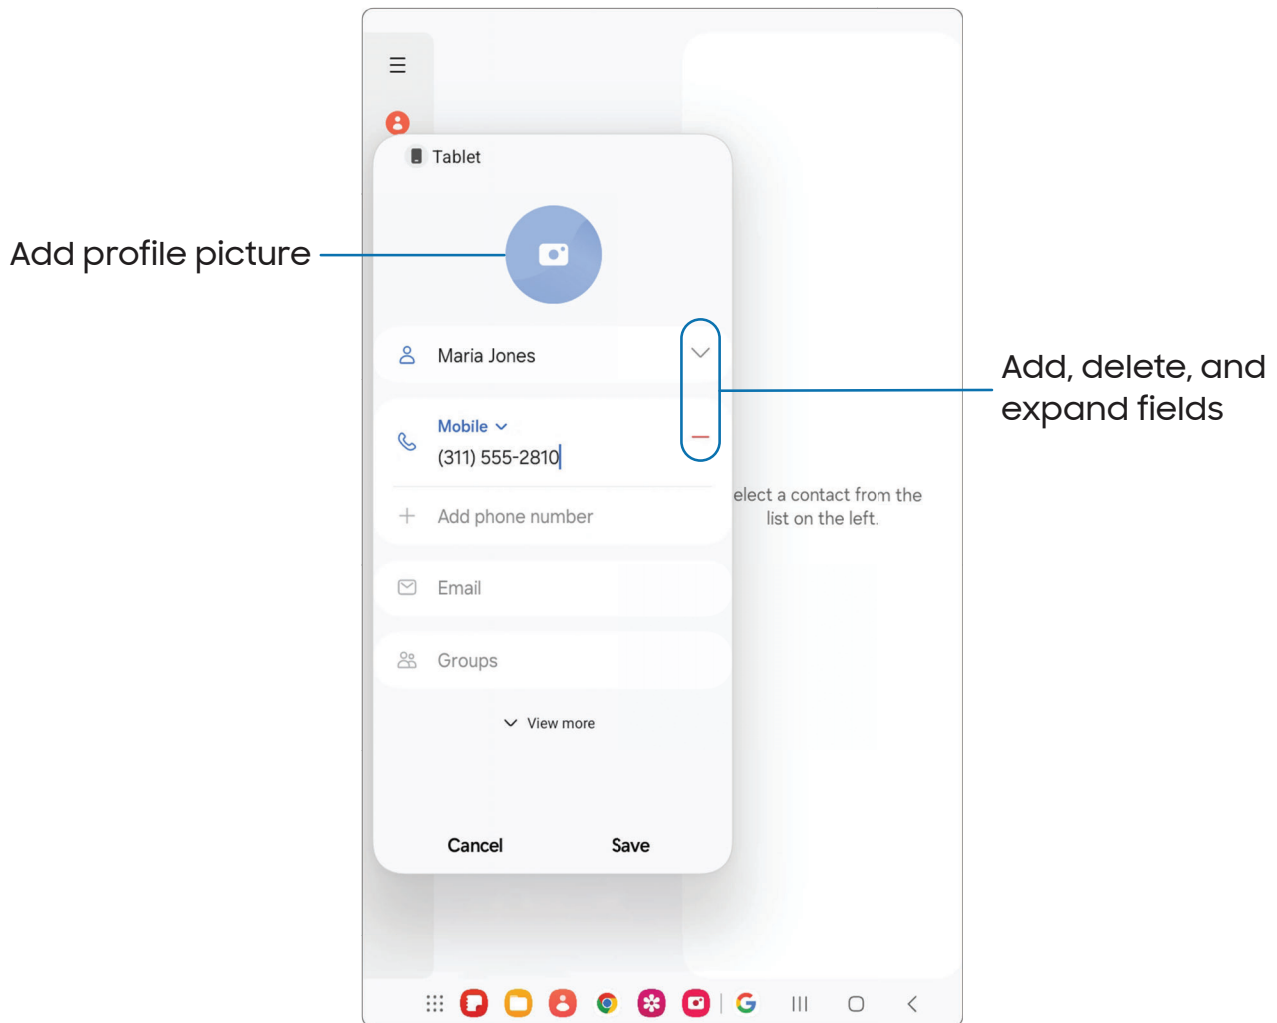 Tablet
Add profile picture
Maria Jones
Add, delete, and
expand fields
Mobile
(311) 555-2810
elect a contact from the
list on the left.
Add phone number
Email
Groups
View more
Cancel
Save